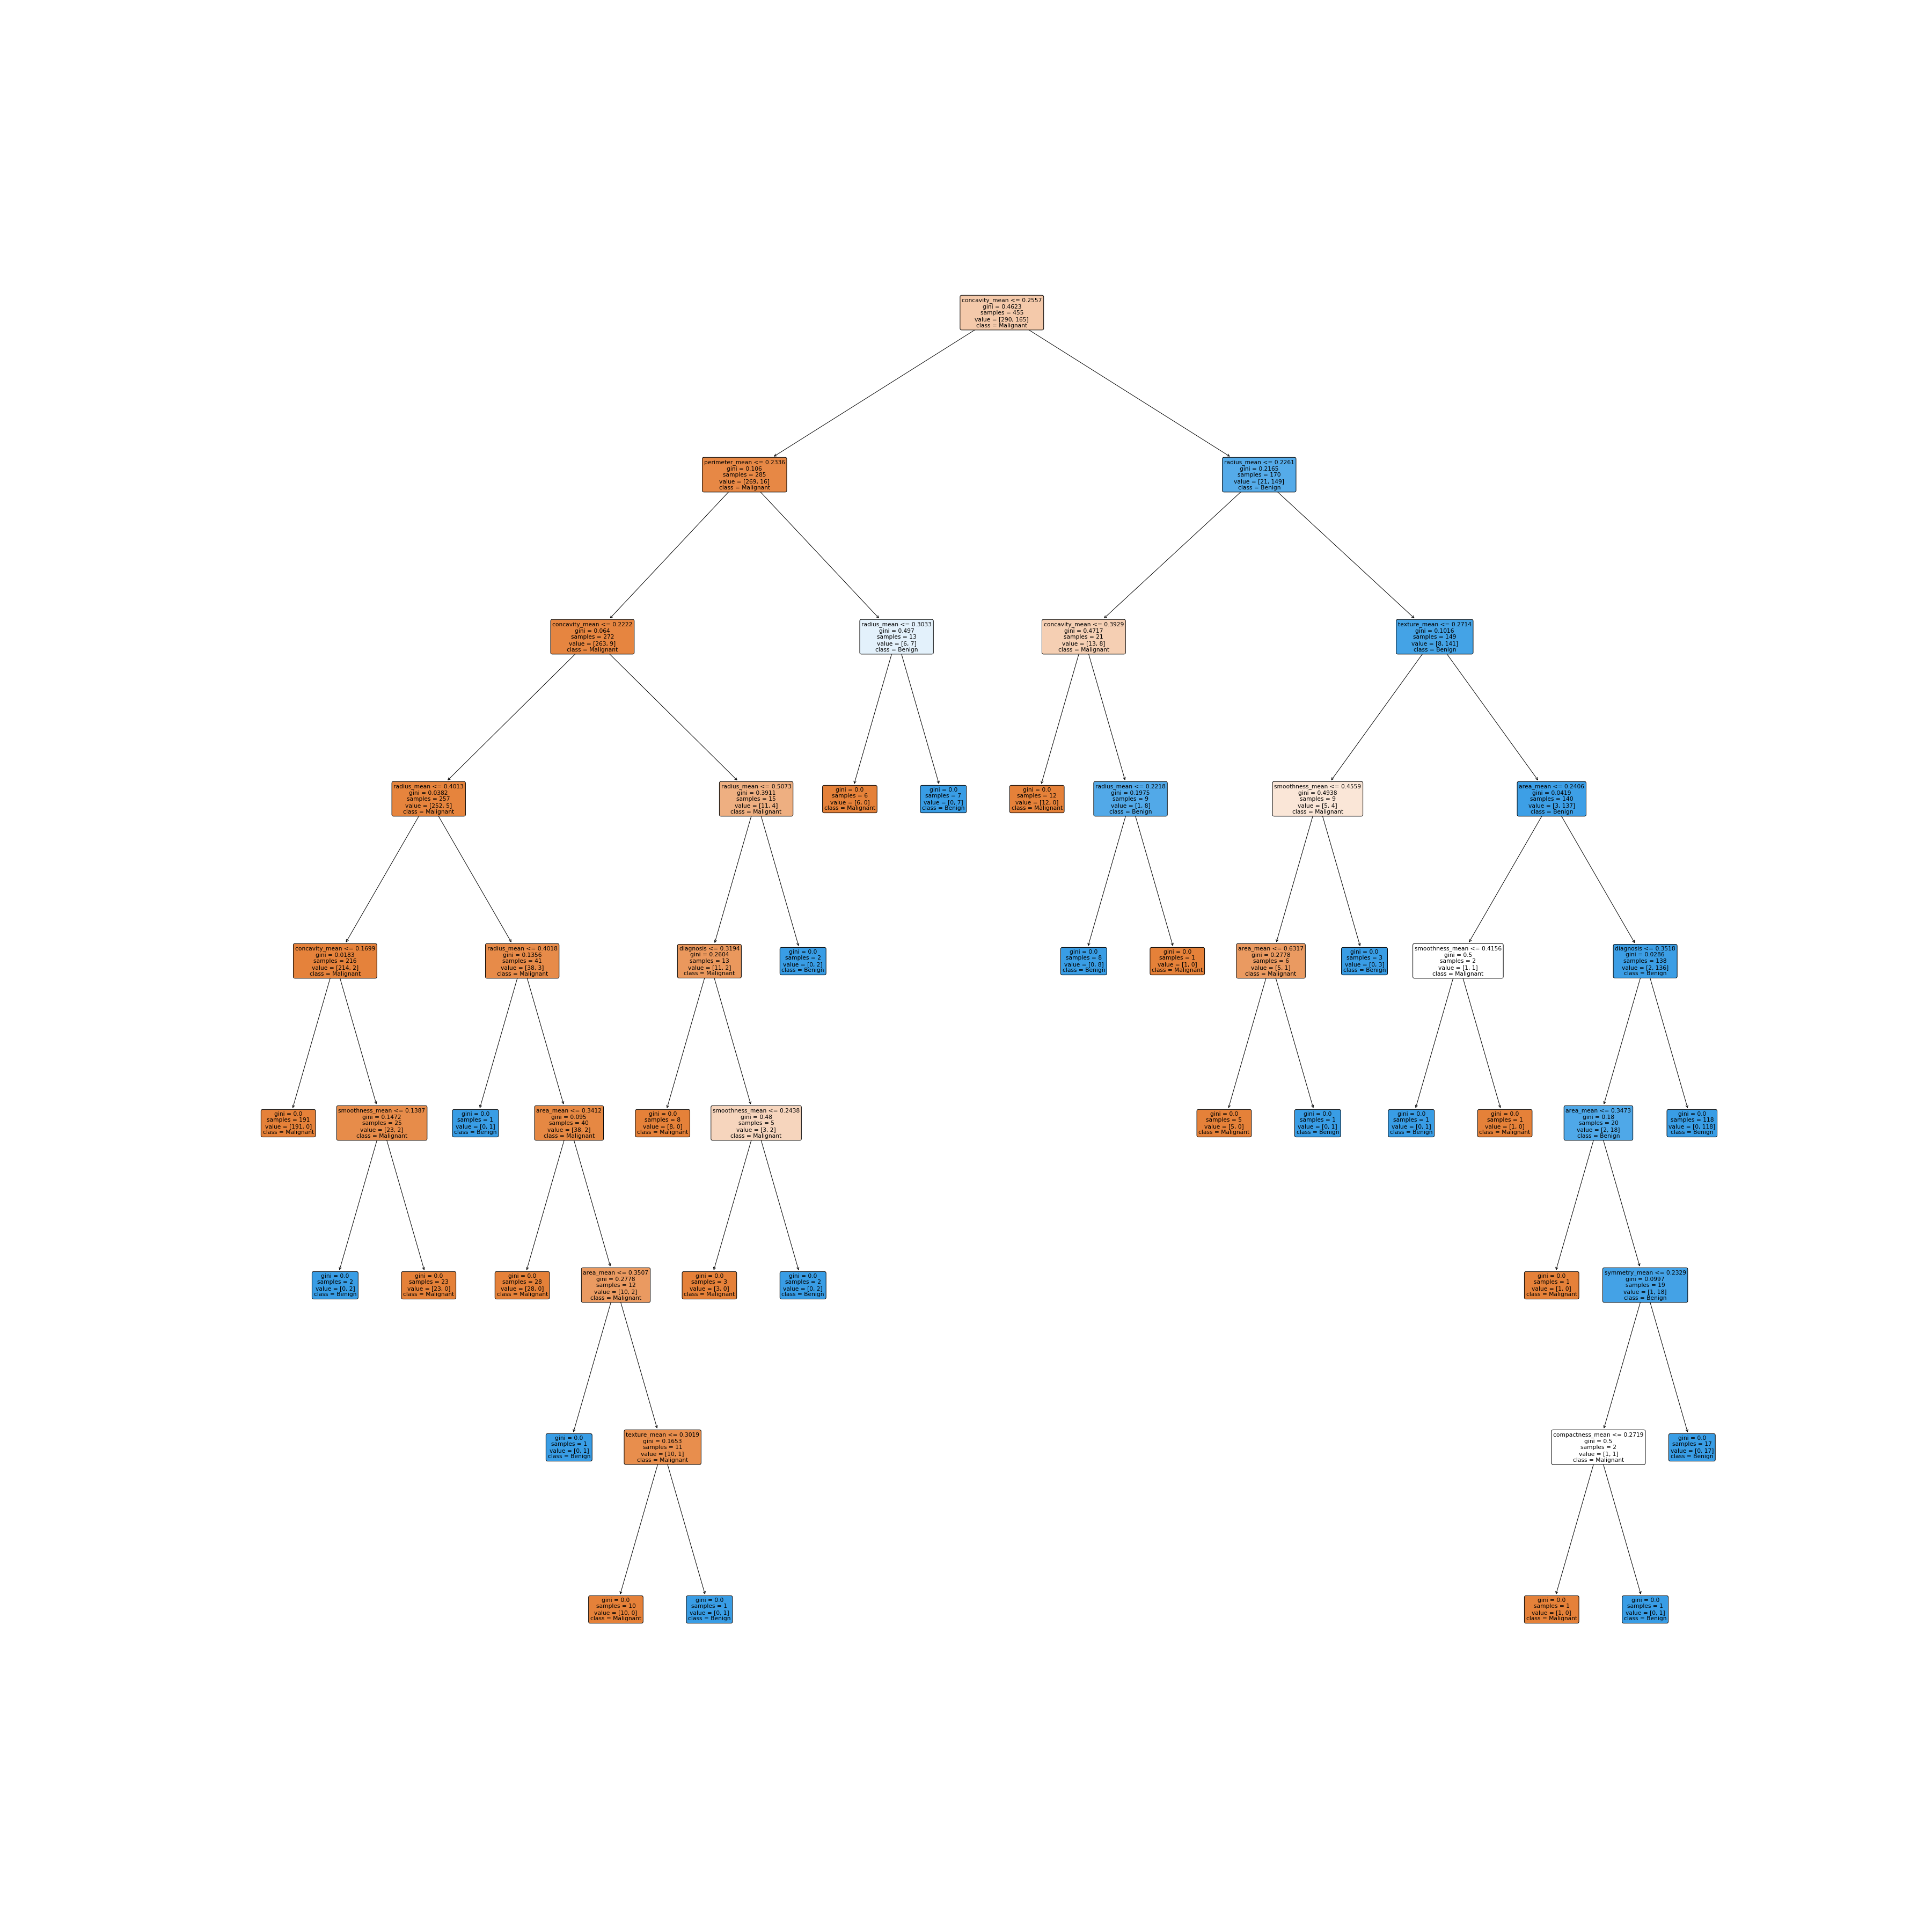 concavity_mean <= 0.2557
gini = 0.4623
samples = 455
value = [290, 165]
class = Malignant
perimeter_mean <= 0.2336
gini = 0.106
samples = 285
value = [269, 16]
class = Malignant
radius_mean <= 0.2261
gini = 0.2165
samples = 170
value = [21, 149]
class = Benign
concavity_mean <= 0.2222
gini = 0.064
samples = 272
value = [263, 9]
class = Malignant
radius_mean <= 0.3033
gini = 0.497
samples = 13
value = [6, 7]
class = Benign
concavity_mean <= 0.3929
gini = 0.4717
samples = 21
value = [13, 8]
class = Malignant
texture_mean <= 0.2714
gini = 0.1016
samples = 149
value = [8, 141]
class = Benign
radius_mean <= 0.4013
gini = 0.0382
samples = 257
value = [252, 5]
class = Malignant
radius_mean <= 0.5073
gini = 0.3911
samples = 15
value = [11, 4]
class = Malignant
gini = 0.0
samples = 6
value = [6, 0]
class = Malignant
gini = 0.0
samples = 7
value = [0, 7]
class = Benign
gini = 0.0
samples = 12
value = [12, 0]
class = Malignant
radius_mean <= 0.2218
gini = 0.1975
samples = 9
value = [1, 8]
class = Benign
smoothness_mean <= 0.4559
gini = 0.4938
samples = 9
value = [5, 4]
class = Malignant
area_mean <= 0.2406
gini = 0.0419
samples = 140
value = [3, 137]
class = Benign
concavity_mean <= 0.1699
gini = 0.0183
samples = 216
value = [214, 2]
class = Malignant
radius_mean <= 0.4018
gini = 0.1356
samples = 41
value = [38, 3]
class = Malignant
diagnosis <= 0.3194
gini = 0.2604
samples = 13
value = [11, 2]
class = Malignant
gini = 0.0
samples = 2
value = [0, 2]
class = Benign
gini = 0.0
samples = 8
value = [0, 8]
class = Benign
gini = 0.0
samples = 1
value = [1, 0]
class = Malignant
area_mean <= 0.6317
gini = 0.2778
samples = 6
value = [5, 1]
class = Malignant
gini = 0.0
samples = 3
value = [0, 3]
class = Benign
smoothness_mean <= 0.4156
gini = 0.5
samples = 2
value = [1, 1]
class = Malignant
diagnosis <= 0.3518
gini = 0.0286
samples = 138
value = [2, 136]
class = Benign
gini = 0.0
samples = 191
value = [191, 0]
class = Malignant
smoothness_mean <= 0.1387
gini = 0.1472
samples = 25
value = [23, 2]
class = Malignant
gini = 0.0
samples = 1
value = [0, 1]
class = Benign
area_mean <= 0.3412
gini = 0.095
samples = 40
value = [38, 2]
class = Malignant
gini = 0.0
samples = 8
value = [8, 0]
class = Malignant
smoothness_mean <= 0.2438
gini = 0.48
samples = 5
value = [3, 2]
class = Malignant
gini = 0.0
samples = 5
value = [5, 0]
class = Malignant
gini = 0.0
samples = 1
value = [0, 1]
class = Benign
gini = 0.0
samples = 1
value = [0, 1]
class = Benign
gini = 0.0
samples = 1
value = [1, 0]
class = Malignant
area_mean <= 0.3473
gini = 0.18
samples = 20
value = [2, 18]
class = Benign
gini = 0.0
samples = 118
value = [0, 118]
class = Benign
gini = 0.0
samples = 2
value = [0, 2]
class = Benign
gini = 0.0
samples = 23
value = [23, 0]
class = Malignant
gini = 0.0
samples = 28
value = [28, 0]
class = Malignant
area_mean <= 0.3507
gini = 0.2778
samples = 12
value = [10, 2]
class = Malignant
gini = 0.0
samples = 3
value = [3, 0]
class = Malignant
gini = 0.0
samples = 2
value = [0, 2]
class = Benign
gini = 0.0
samples = 1
value = [1, 0]
class = Malignant
symmetry_mean <= 0.2329
gini = 0.0997
samples = 19
value = [1, 18]
class = Benign
gini = 0.0
samples = 1
value = [0, 1]
class = Benign
texture_mean <= 0.3019
gini = 0.1653
samples = 11
value = [10, 1]
class = Malignant
compactness_mean <= 0.2719
gini = 0.5
samples = 2
value = [1, 1]
class = Malignant
gini = 0.0
samples = 17
value = [0, 17]
class = Benign
gini = 0.0
samples = 10
value = [10, 0]
class = Malignant
gini = 0.0
samples = 1
value = [0, 1]
class = Benign
gini = 0.0
samples = 1
value = [1, 0]
class = Malignant
gini = 0.0
samples = 1
value = [0, 1]
class = Benign